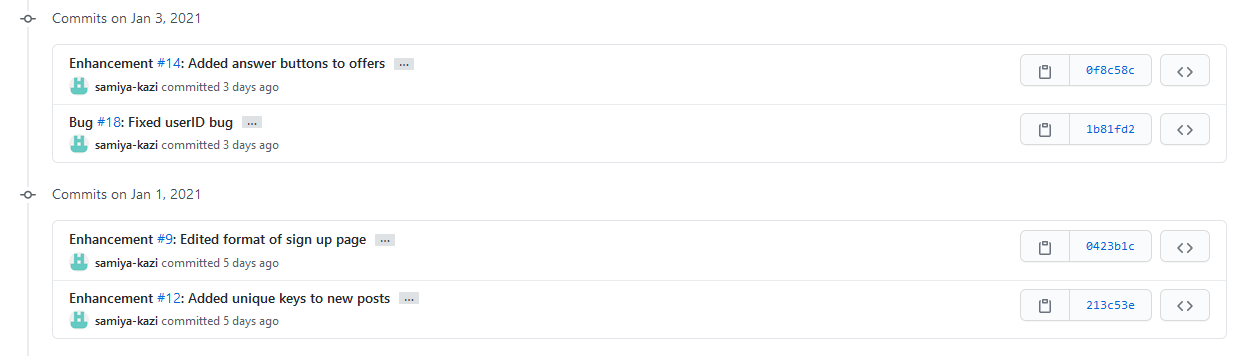 Commits on Jan 3, 2021
Enhancement #14: Added answer buttons to offers ...
0f8c58c
samiya-kazi committed 3 days ago
Bug #18: Fixed userID bug ...
1b81fd2
samiya-kazi committed 3 days ago
Commits on Jan 1, 2021
Enhancement #9: Edited format of sign up page ...
0423b1c
samiya-kazi committed 5 days ago
Enhancement #12: Added unique keys to new posts ...
213c53e
samiya-kazi committed 5 days ago